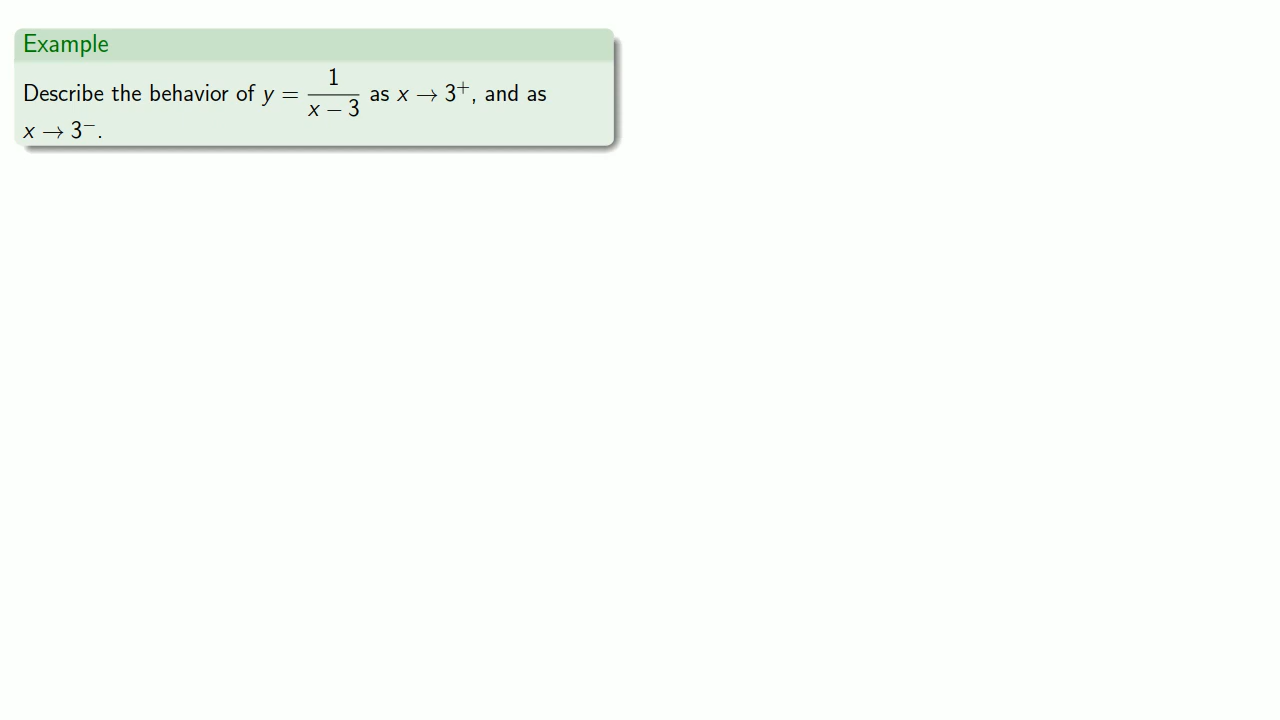 Example
Describe the behavior of y = 1/(x − 3) as x → 3⁺, and as
x → 3⁻.